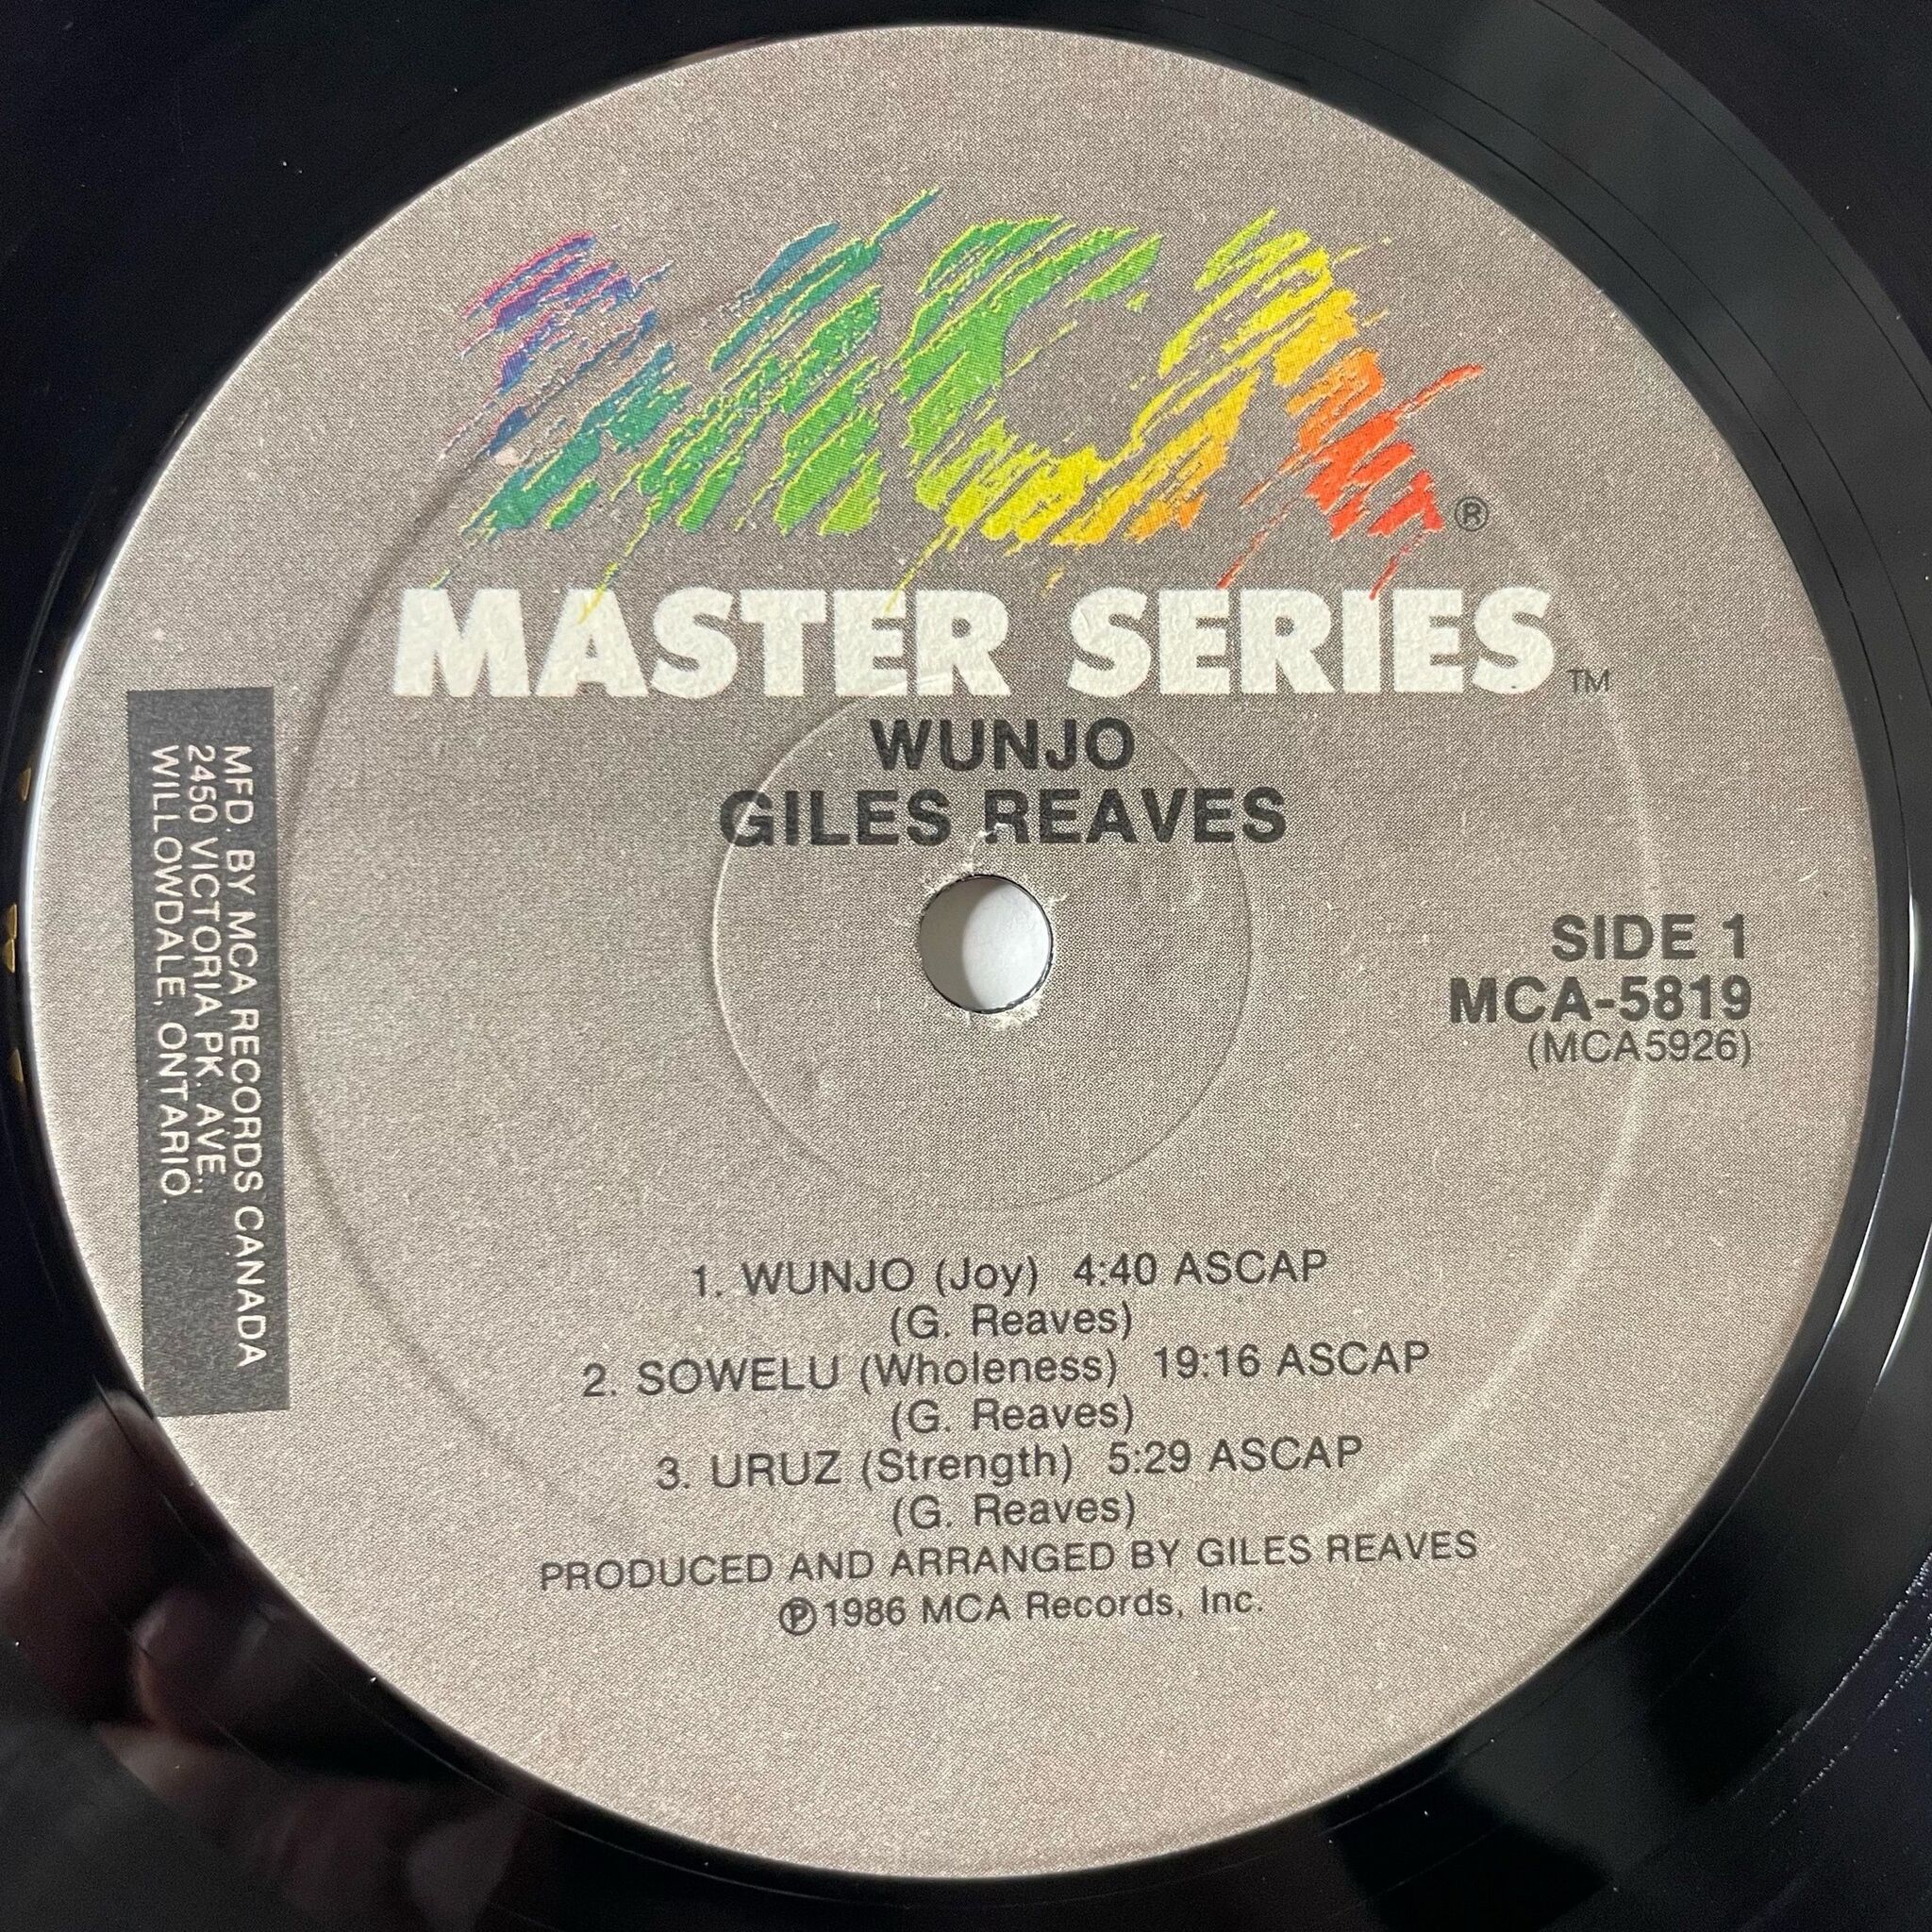 MCA®
MASTER SERIES™
WUNJO
GILES REAVES
SIDE 1
MCA-5819
(MCA5926)
MFD. BY MCA RECORDS CANADA
2450 VICTORIA PK. AVE.,
WILLOWDALE, ONTARIO.
1. WUNJO (Joy) 4:40 ASCAP
(G. Reaves)
2. SOWELU (Wholeness) 19:16 ASCAP
(G. Reaves)
3. URUZ (Strength) 5:29 ASCAP
(G. Reaves)
PRODUCED AND ARRANGED BY GILES REAVES
℗1986 MCA Records, Inc.